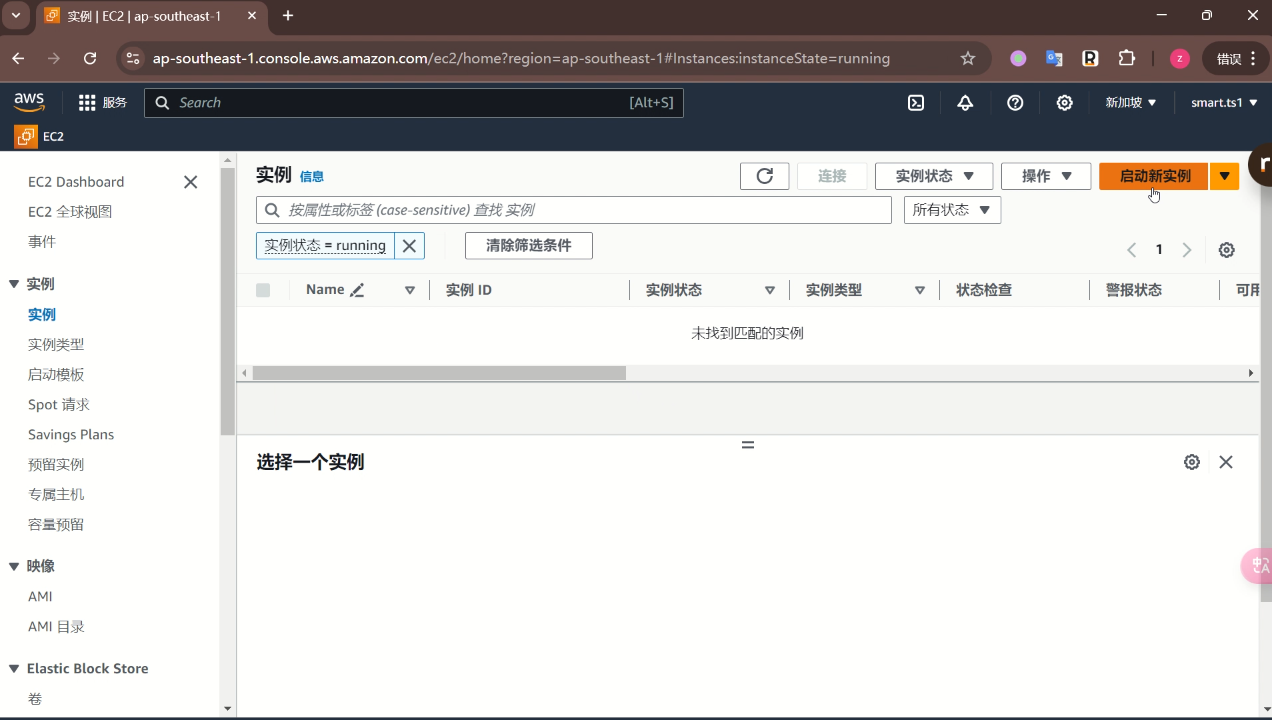 实例 | EC2 | ap-southeast-1
ap-southeast-1.console.aws.amazon.com/ec2/home?region=ap-southeast-1#Instances:instanceState=running
z
错误
aws
服务
Search
[Alt+S]
新加坡
smart.ts1
EC2
EC2 Dashboard
EC2 全球视图
事件
实例
实例
实例类型
启动模板
Spot 请求
Savings Plans
预留实例
专属主机
容量预留
映像
AMI
AMI 目录
Elastic Block Store
卷
实例 信息
连接
实例状态
操作
启动新实例
按属性或标签 (case-sensitive) 查找 实例
所有状态
实例状态 = running
清除筛选条件
1
Name
实例 ID
实例状态
实例类型
状态检查
警报状态
可用
未找到匹配的实例
选择一个实例